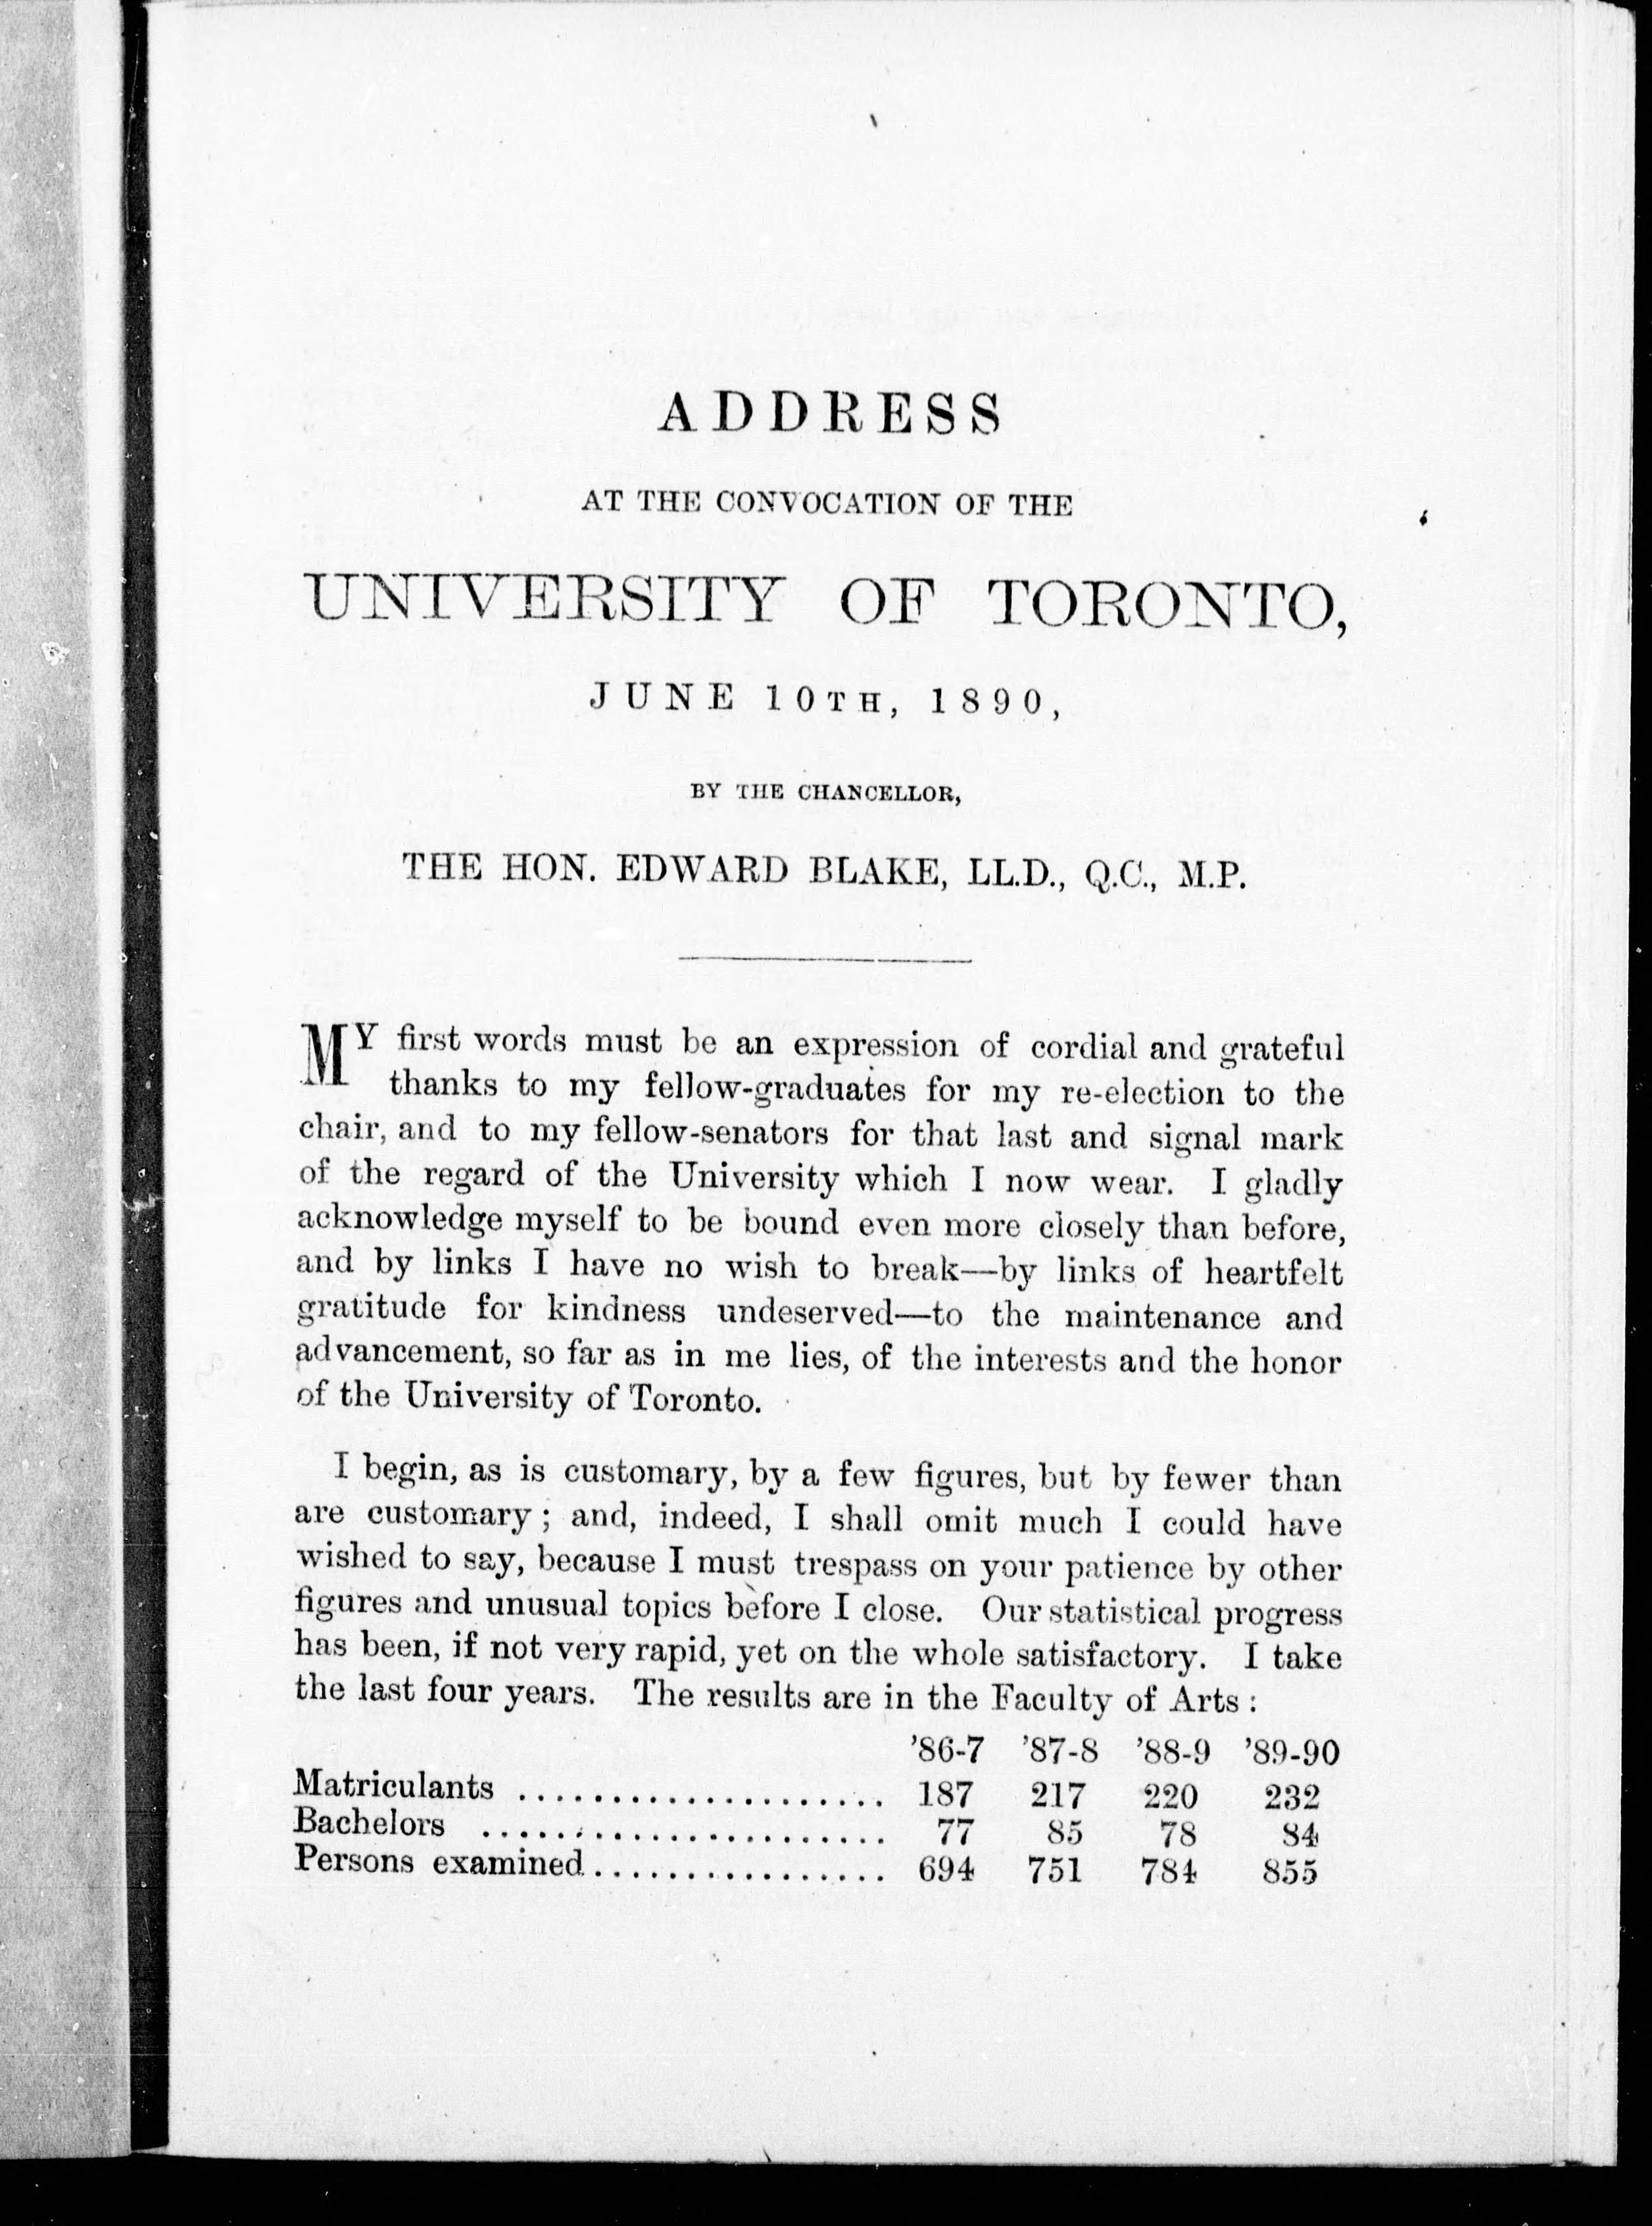 ADDRESS
AT THE CONVOCATION OF THE
UNIVERSITY OF TORONTO,
JUNE 10TH, 1890,
BY THE CHANCELLOR,
THE HON. EDWARD BLAKE, LL.D., Q.C., M.P.
MY first words must be an expression of cordial and grateful
thanks to my fellow-graduates for my re-election to the
chair, and to my fellow-senators for that last and signal mark
of the regard of the University which I now wear. I gladly
acknowledge myself to be bound even more closely than before,
and by links I have no wish to break—by links of heartfelt
gratitude for kindness undeserved—to the maintenance and
advancement, so far as in me lies, of the interests and the honor
of the University of Toronto.
I begin, as is customary, by a few figures, but by fewer than
are customary ; and, indeed, I shall omit much I could have
wished to say, because I must trespass on your patience by other
figures and unusual topics before I close. Our statistical progress
has been, if not very rapid, yet on the whole satisfactory. I take
the last four years. The results are in the Faculty of Arts :
'86-7 '87-8 '88-9 '89-90
Matriculants .................... 187 217 220 232
Bachelors ...................... 77 85 78 84
Persons examined................ 694 751 784 855